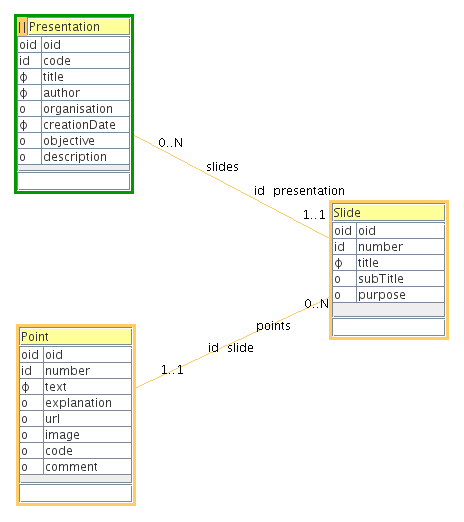 || Presentation
oid oid
id code
ϕ title
ϕ author
o organisation
ϕ creationDate
o objective
o description
0..N
slides
id presentation
1..1
Slide
oid oid
id number
ϕ title
o subTitle
o purpose
0..N
points
id slide
1..1
Point
oid oid
id number
ϕ text
o explanation
o url
o image
o code
o comment